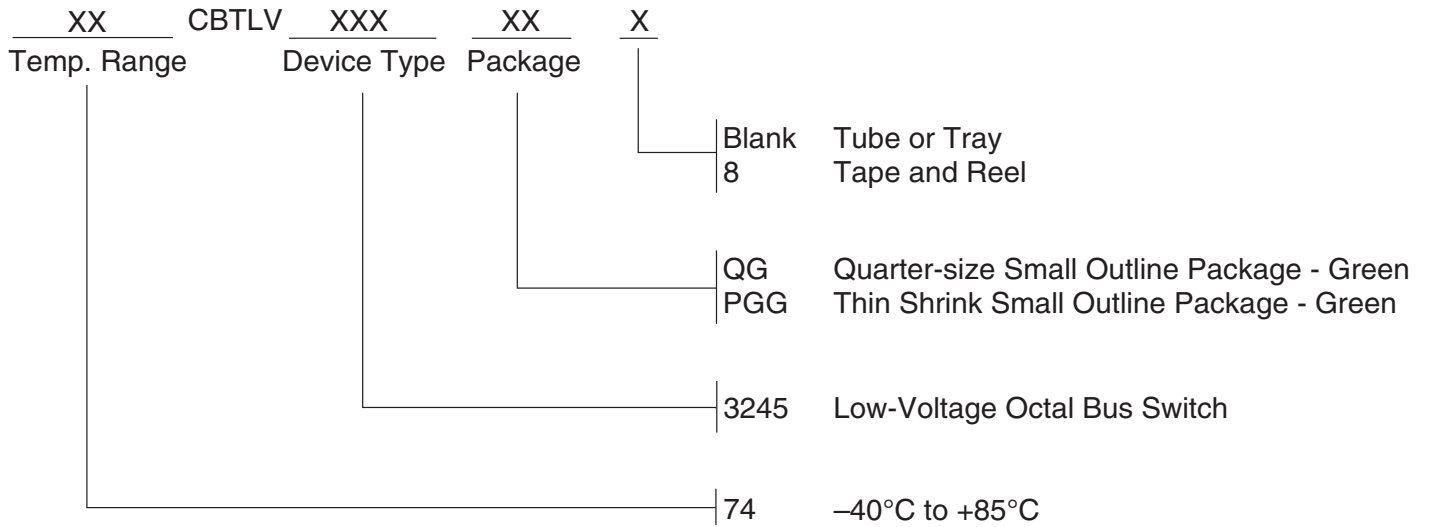 XX CBTLV XXX XX X
Temp. Range Device Type Package
Blank Tube or Tray
8 Tape and Reel
QG Quarter-size Small Outline Package - Green
PGG Thin Shrink Small Outline Package - Green
3245 Low-Voltage Octal Bus Switch
74 –40°C to +85°C